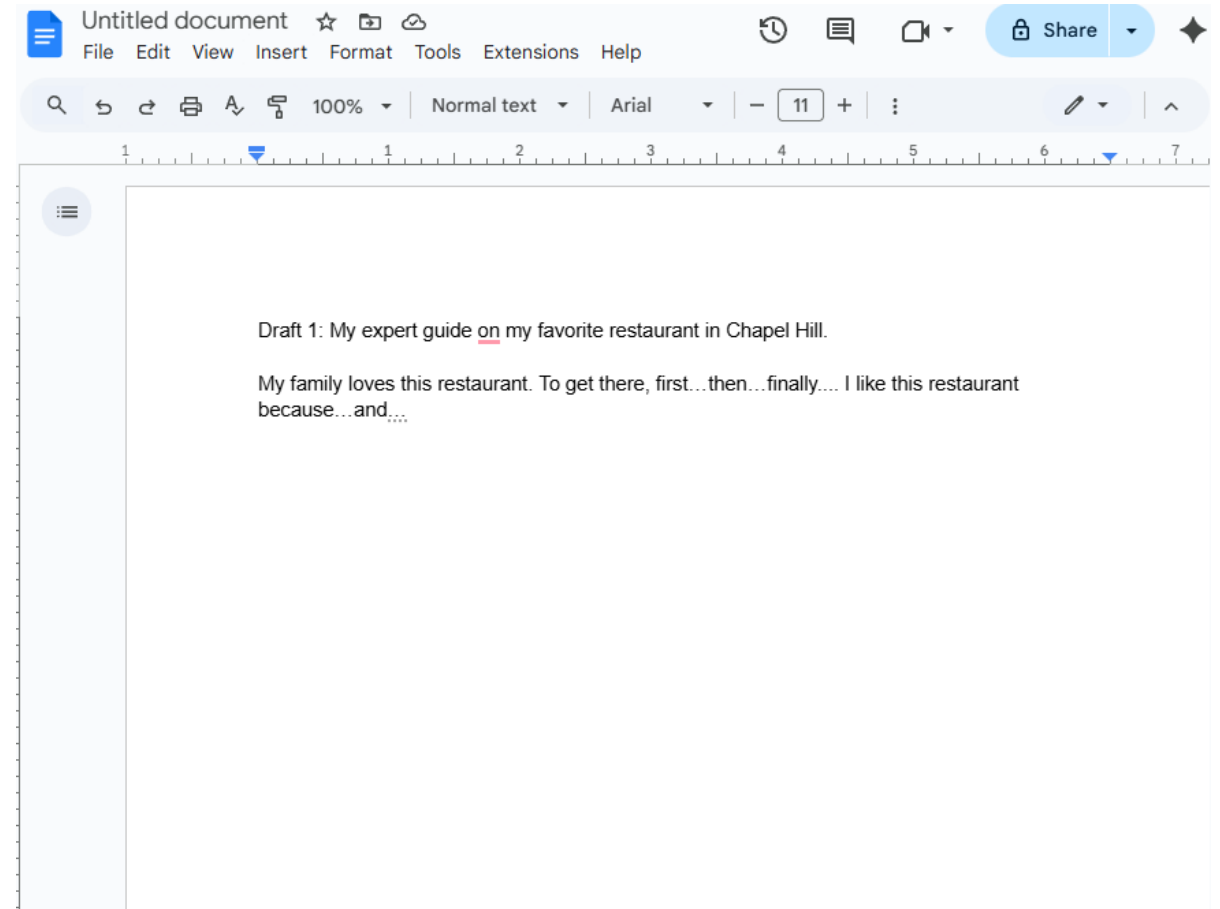 Untitled document
File Edit View Insert Format Tools Extensions Help
Share
100% Normal text Arial 11
1 1 2 3 4 5 6 7
Draft 1: My expert guide on my favorite restaurant in Chapel Hill.
My family loves this restaurant. To get there, first…then…finally.... I like this restaurant
because…and…